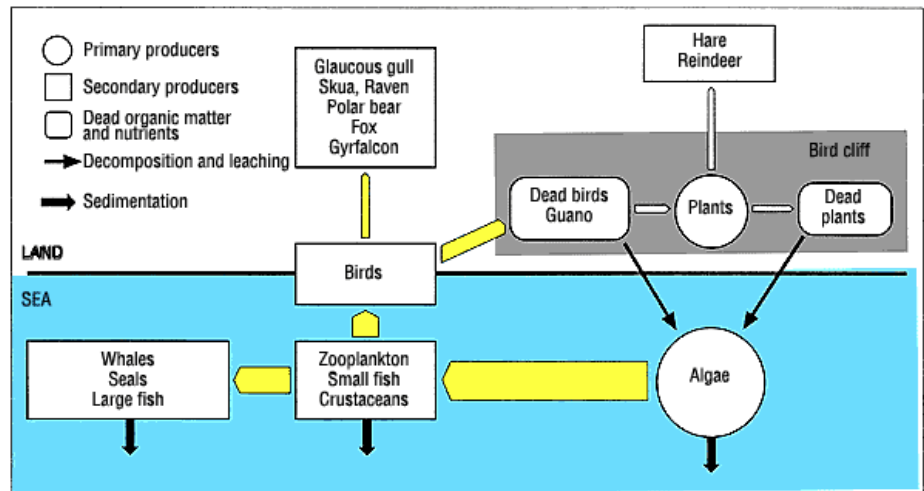 Primary producers
Secondary producers
Dead organic matter
and nutrients
Decomposition and leaching
Sedimentation
Glaucous gull
Skua, Raven
Polar bear
Fox
Gyrfalcon
Hare
Reindeer
Bird cliff
Dead birds
Guano
Plants
Dead
plants
LAND
Birds
SEA
Whales
Seals
Large fish
Zooplankton
Small fish
Crustaceans
Algae